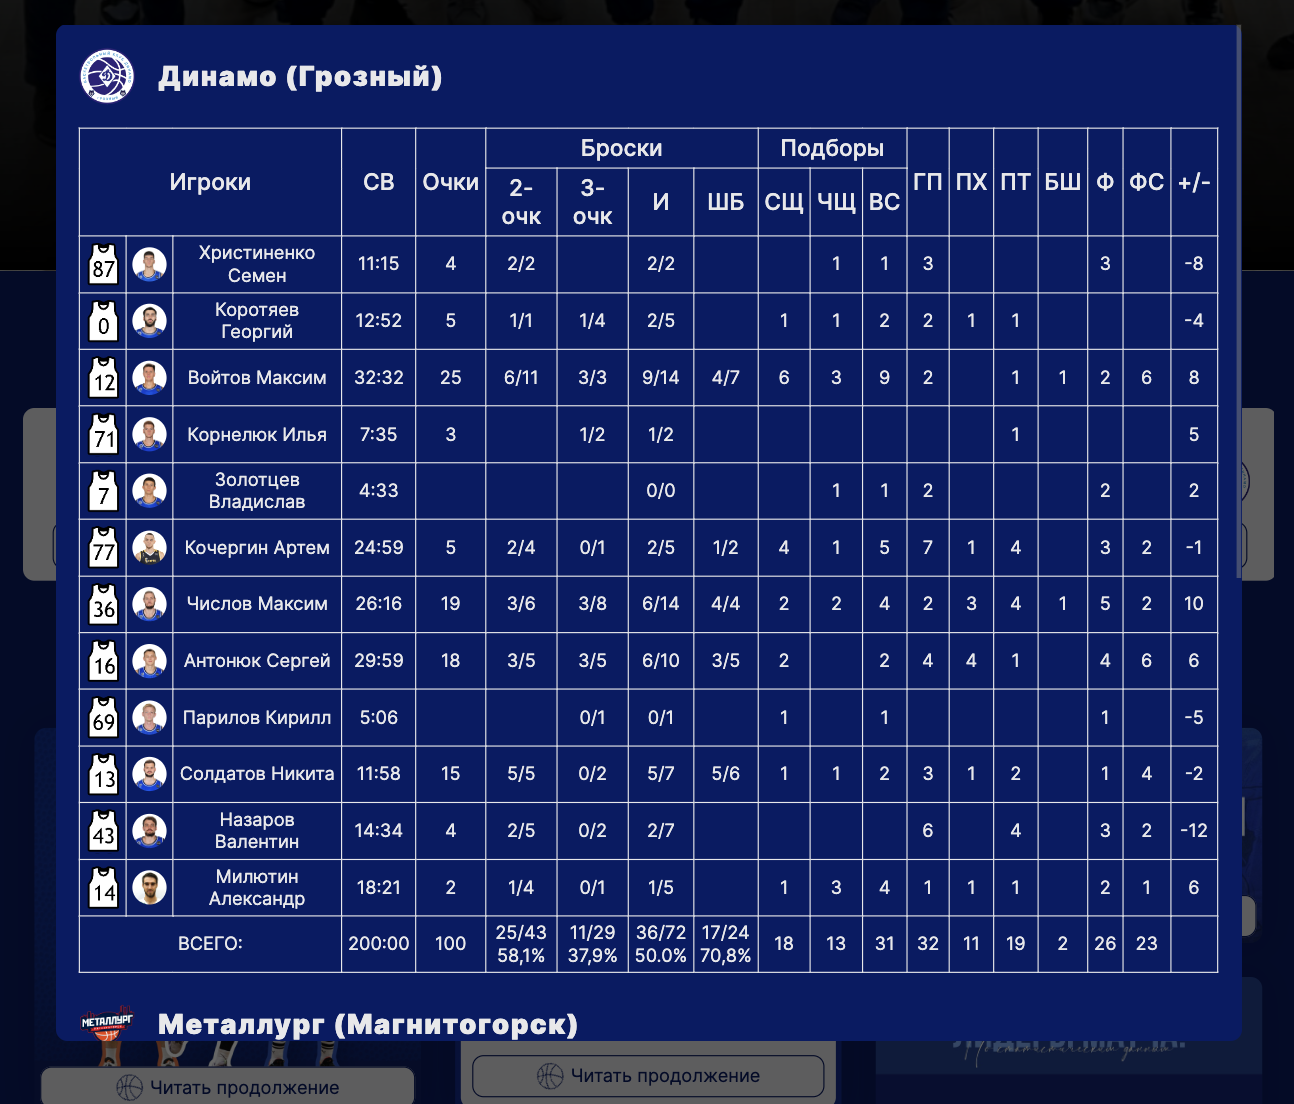 Динамо (Грозный)
Игроки СВ Очки Броски Подборы ГП ПХ ПТ БШ Ф ФС +/-
2-очк 3-очк И ШБ СЩ ЧЩ ВС
87 Христиненко Семен 11:15 4 2/2 2/2 1 1 3 3 -8
0 Коротяев Георгий 12:52 5 1/1 1/4 2/5 1 1 2 2 1 1 -4
12 Войтов Максим 32:32 25 6/11 3/3 9/14 4/7 6 3 9 2 1 1 2 6 8
71 Корнелюк Илья 7:35 3 1/2 1/2 1 5
7 Золотцев Владислав 4:33 0/0 1 1 2 2 2
77 Кочергин Артем 24:59 5 2/4 0/1 2/5 1/2 4 1 5 7 1 4 3 2 -1
36 Числов Максим 26:16 19 3/6 3/8 6/14 4/4 2 2 4 2 3 4 1 5 2 10
16 Антонюк Сергей 29:59 18 3/5 3/5 6/10 3/5 2 2 4 4 1 4 6 6
69 Парилов Кирилл 5:06 0/1 0/1 1 1 1 -5
13 Солдатов Никита 11:58 15 5/5 0/2 5/7 5/6 1 1 2 3 1 2 1 4 -2
43 Назаров Валентин 14:34 4 2/5 0/2 2/7 6 4 3 2 -12
14 Милютин Александр 18:21 2 1/4 0/1 1/5 1 3 4 1 1 1 2 1 6
ВСЕГО: 200:00 100 25/43 58,1% 11/29 37,9% 36/72 50.0% 17/24 70,8% 18 13 31 32 11 19 2 26 23
МЕТАЛЛУРГ
Металлург (Магнитогорск)
Читать продолжение
Читать продолжение